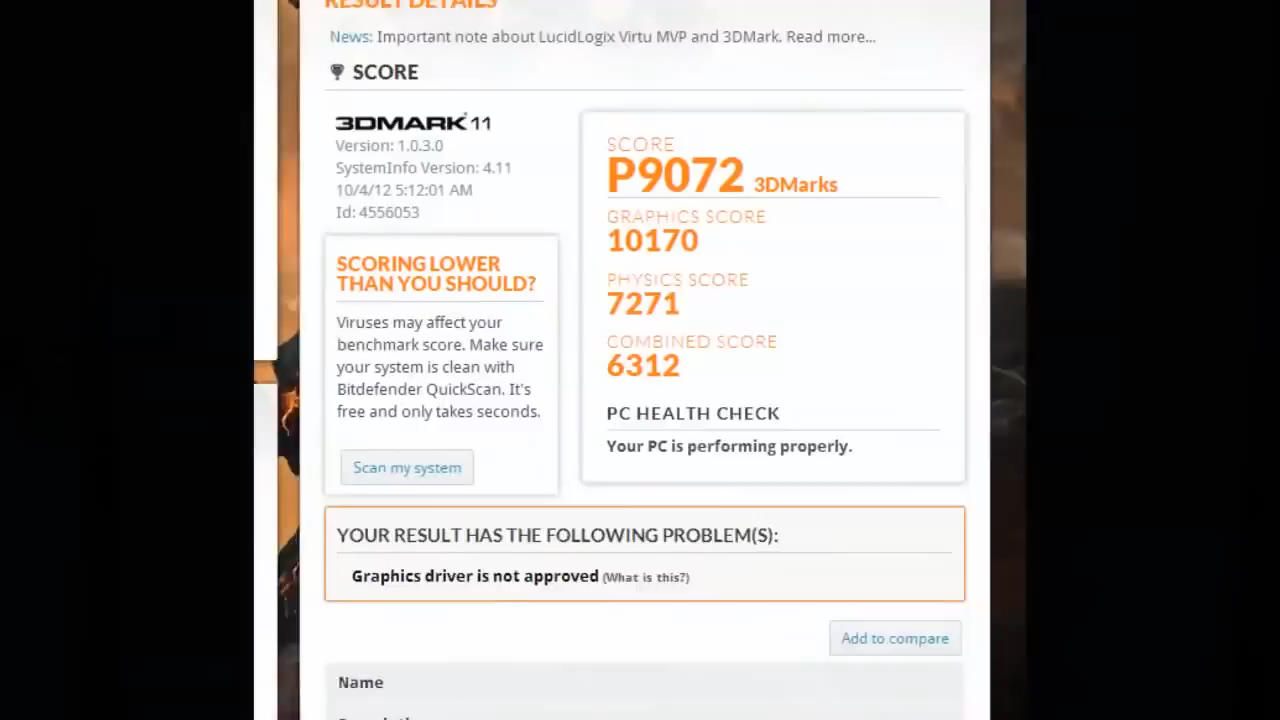 RESULT DETAILS
News: Important note about LucidLogix Virtu MVP and 3DMark. Read more...
SCORE
3DMARK 11
Version: 1.0.3.0
SystemInfo Version: 4.11
10/4/12 5:12:01 AM
Id: 4556053
SCORING LOWER
THAN YOU SHOULD?
Viruses may affect your
benchmark score. Make sure
your system is clean with
Bitdefender QuickScan. It's
free and only takes seconds.
Scan my system
SCORE
P9072 3DMarks
GRAPHICS SCORE
10170
PHYSICS SCORE
7271
COMBINED SCORE
6312
PC HEALTH CHECK
Your PC is performing properly.
YOUR RESULT HAS THE FOLLOWING PROBLEM(S):
Graphics driver is not approved (What is this?)
Add to compare
Name